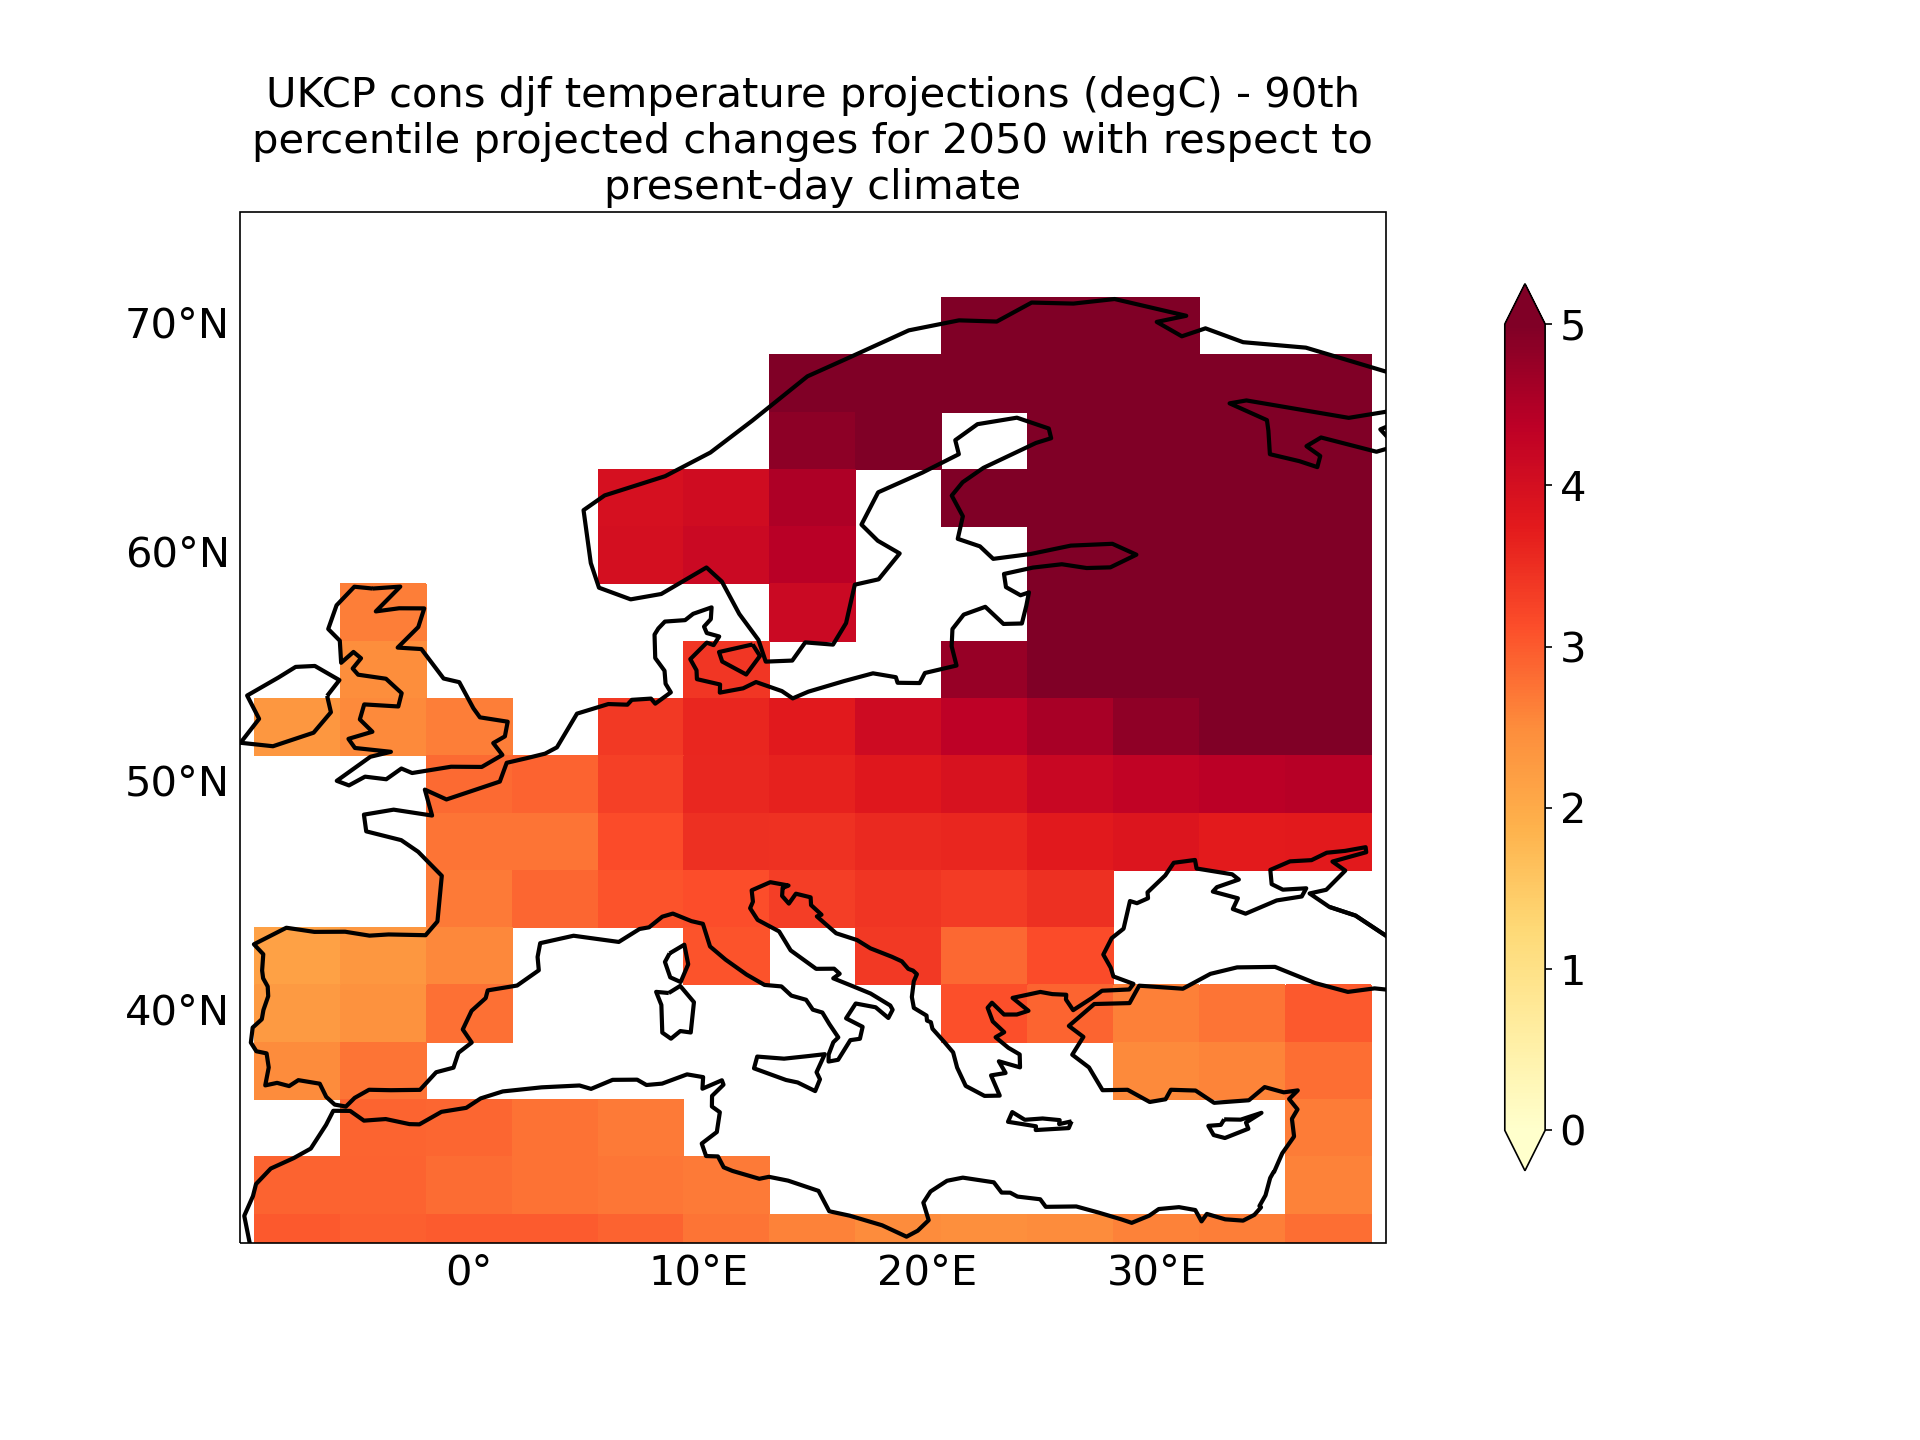 UKCP cons djf temperature projections (degC) - 90th
percentile projected changes for 2050 with respect to
present-day climate
70°N
60°N
50°N
40°N
0°
10°E
20°E
30°E
5
4
3
2
1
0